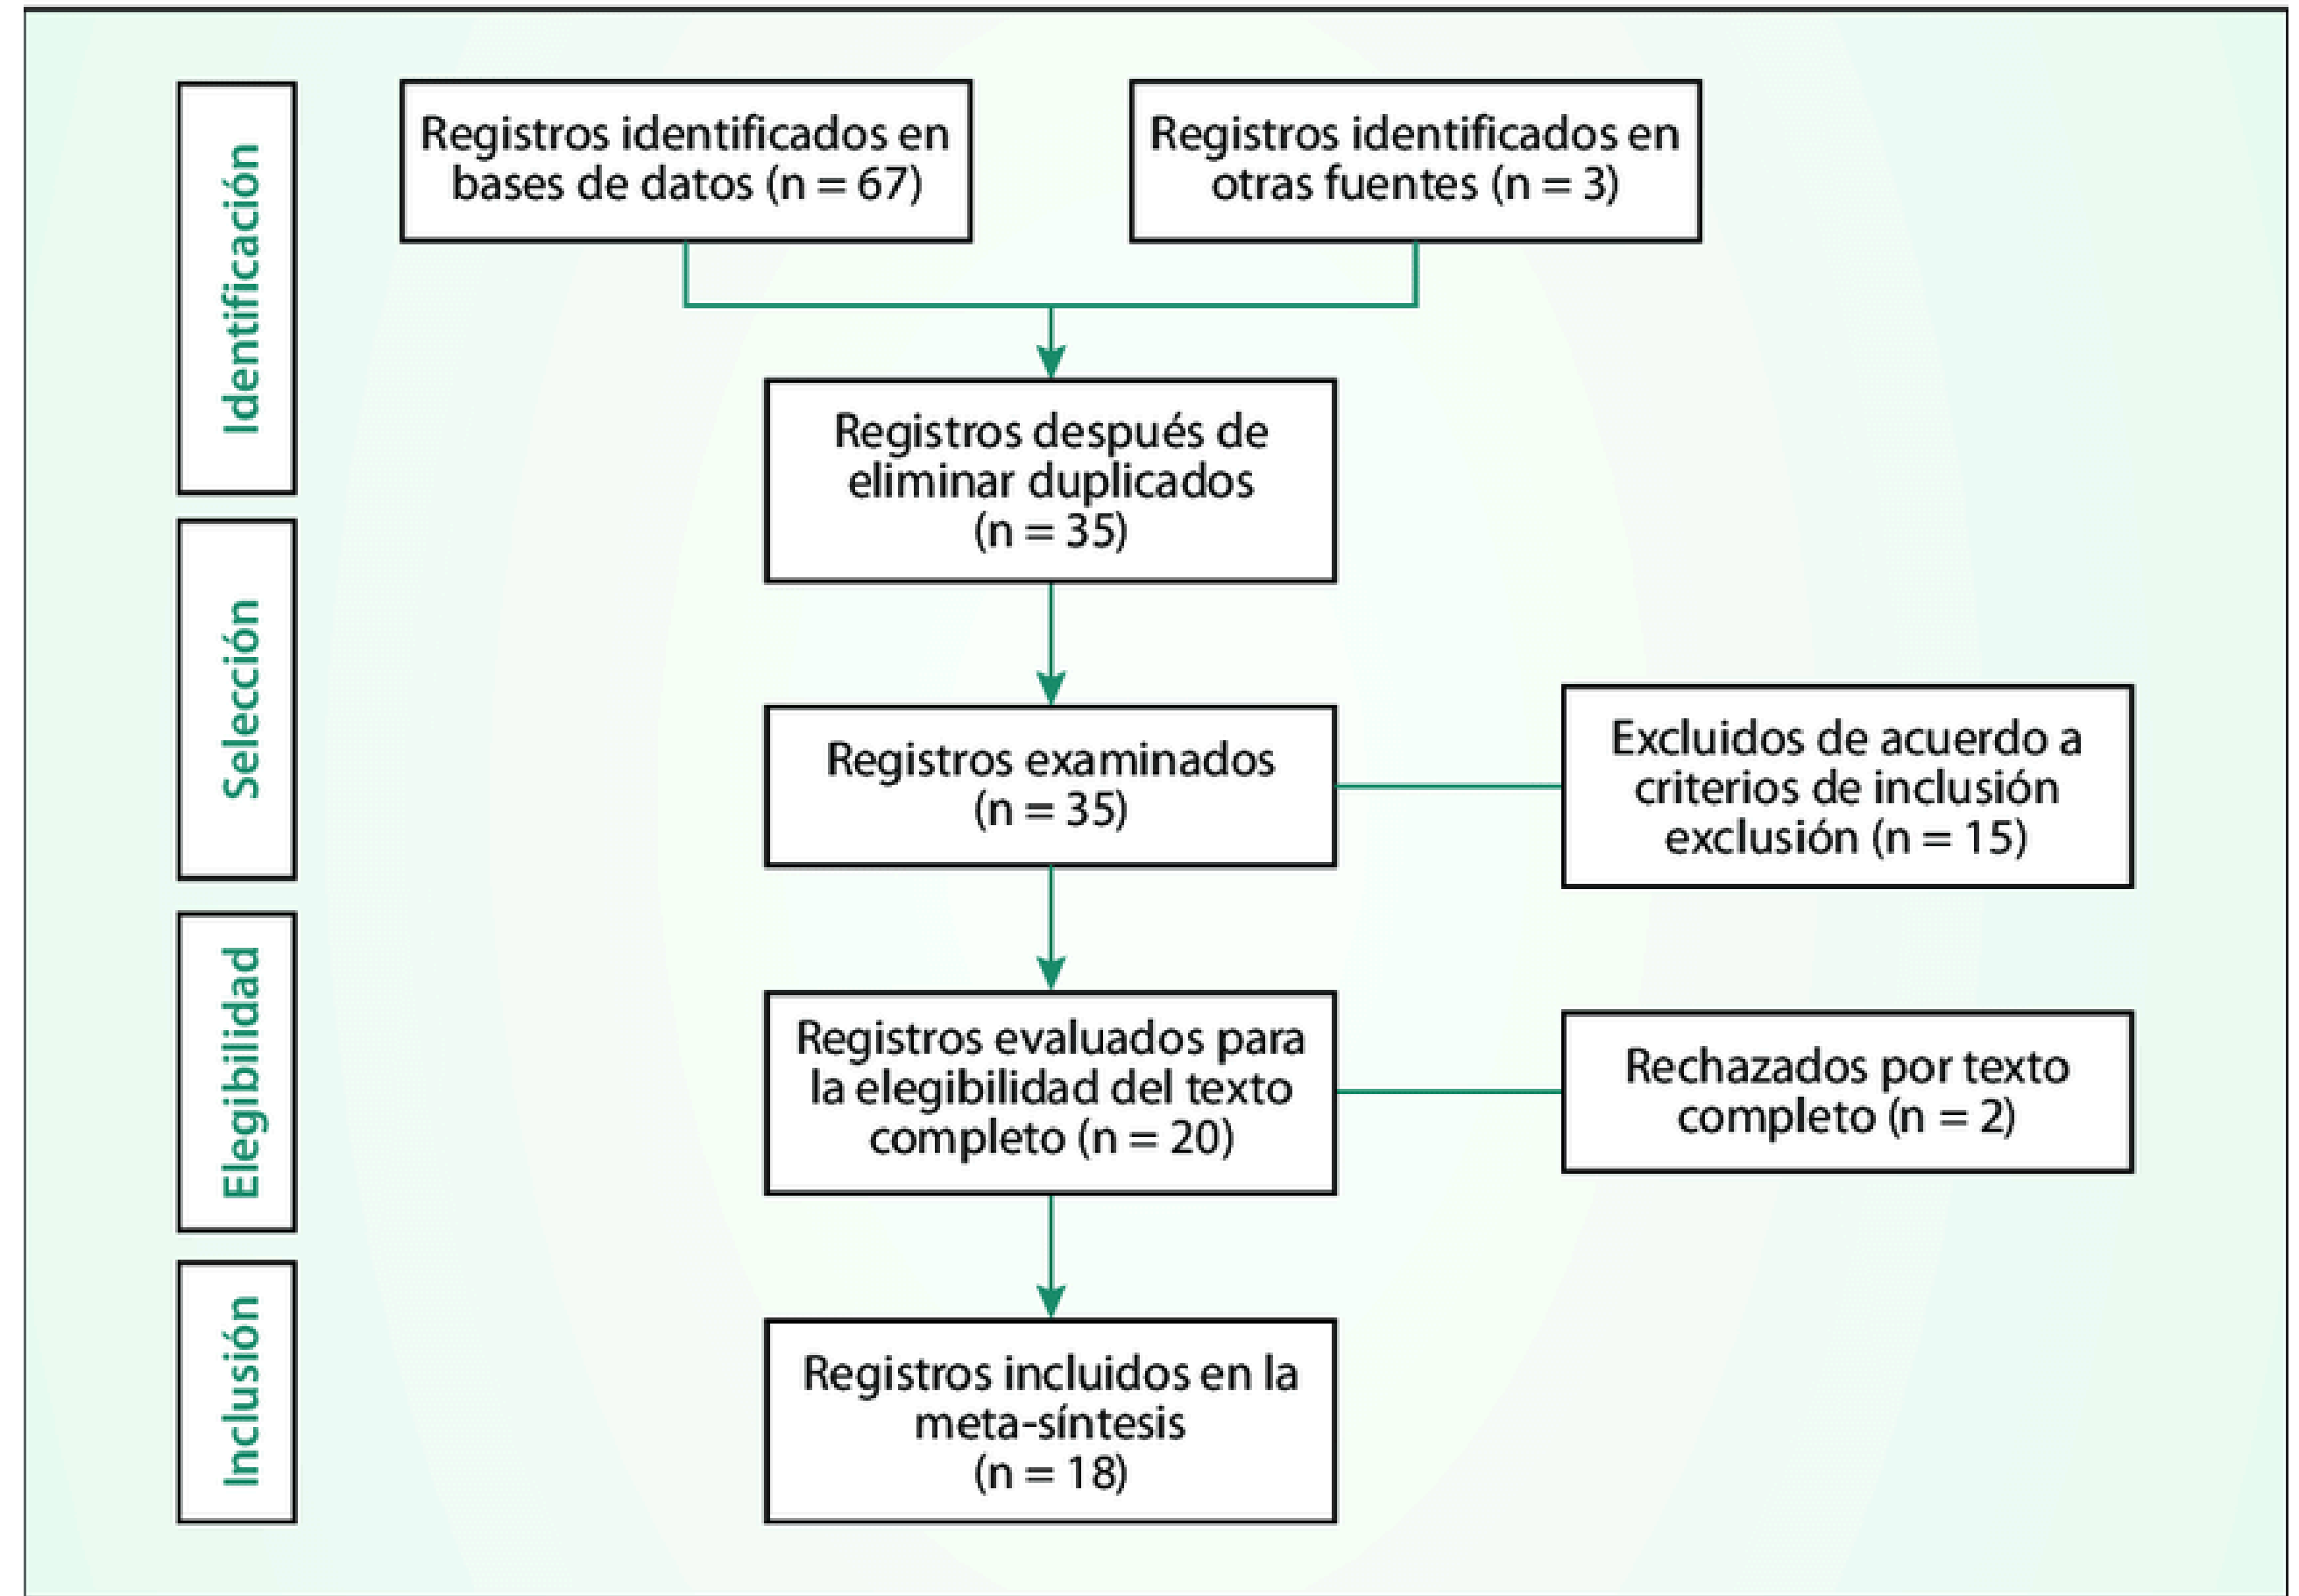 Identificación
Registros identificados en
bases de datos (n = 67)
Registros identificados en
otras fuentes (n = 3)
Registros después de
eliminar duplicados
(n = 35)
Selección
Registros examinados
(n = 35)
Excluidos de acuerdo a
criterios de inclusión
exclusión (n = 15)
Elegibilidad
Registros evaluados para
la elegibilidad del texto
completo (n = 20)
Rechazados por texto
completo (n = 2)
Inclusión
Registros incluidos en la
meta-síntesis
(n = 18)